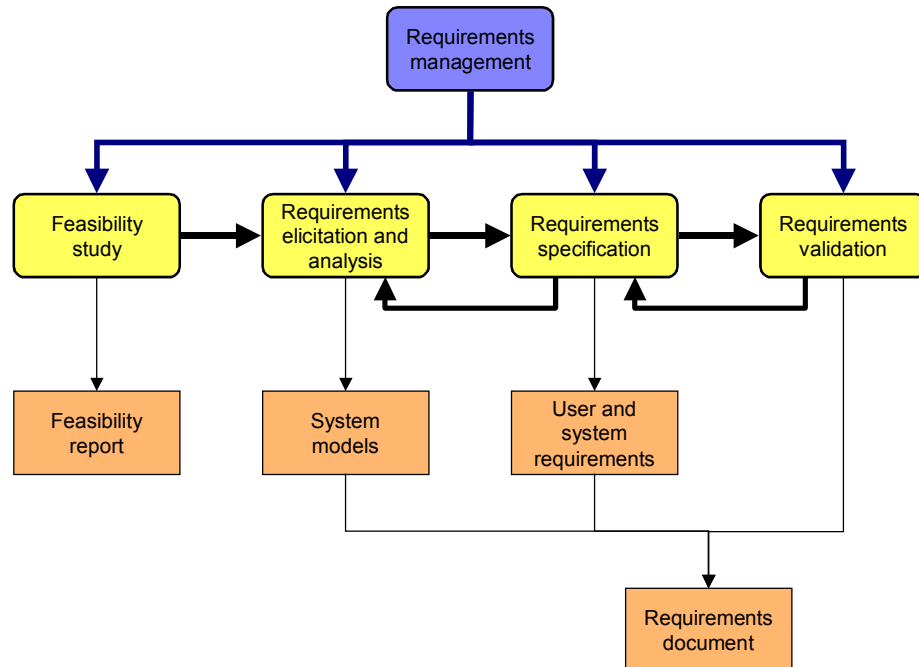 Requirements
management
Feasibility
study
Requirements
elicitation and
analysis
Requirements
specification
Requirements
validation
Feasibility
report
System
models
User and
system
requirements
Requirements
document